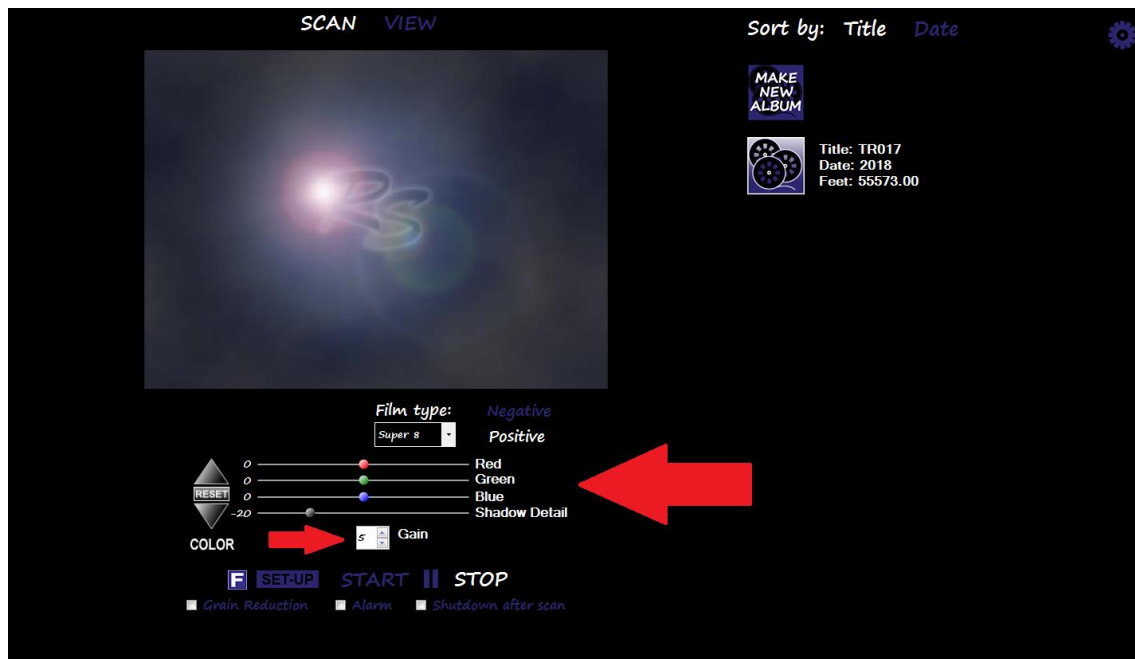 SCAN VIEW
Sort by: Title Date
MAKE
NEW
ALBUM
Title: TR017
Date: 2018
Feet: 55573.00
RS
Film type: Negative
Super 8 Positive
0 Red
0 Green
RESET 0 Blue
-20 Shadow Detail
COLOR 5 Gain
F SET-UP START STOP
Grain Reduction Alarm Shutdown after scan